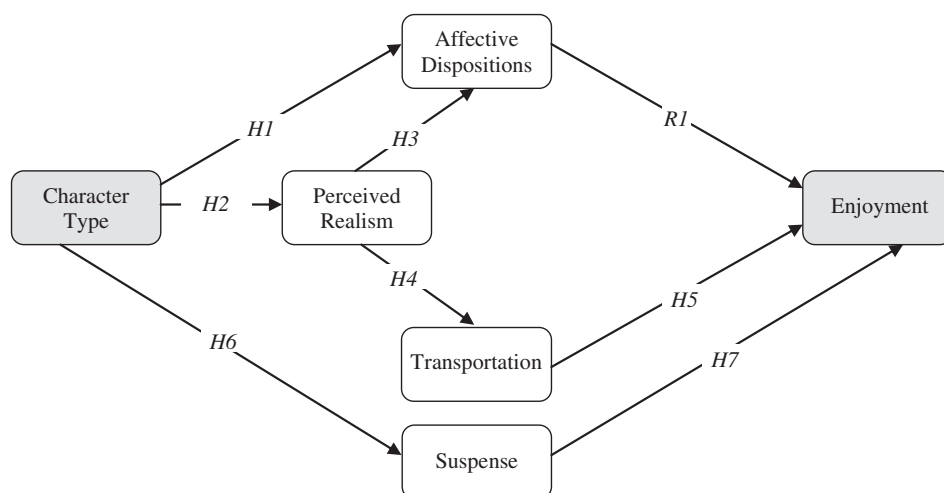 Affective
Dispositions
H1
H3
R1
Character
Type
H2
Perceived
Realism
Enjoyment
H4
H5
H6
Transportation
H7
Suspense